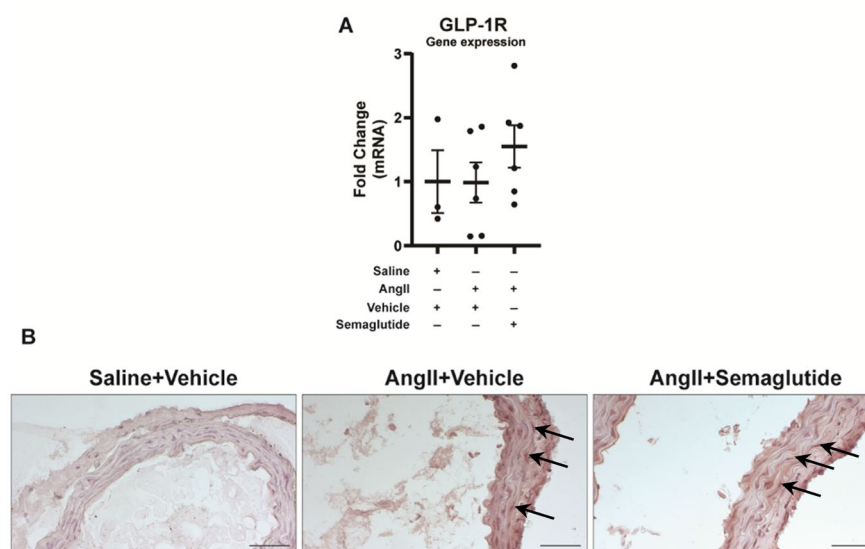 A
GLP-1R
Gene expression
Fold Change
(mRNA)
3
2
1
0
Saline + – –
AngII – + +
Vehicle + + –
Semaglutide – – +
B
Saline+Vehicle
AngII+Vehicle
AngII+Semaglutide